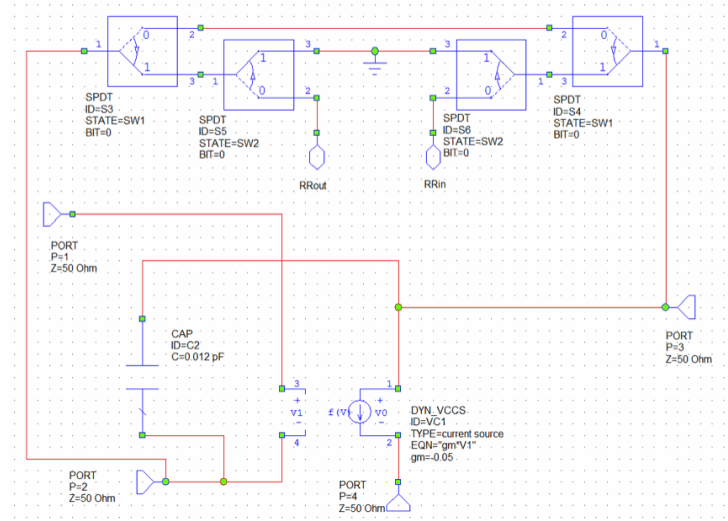 1
0
2
1
3
SPDT
ID=S3
STATE=SW1
BIT=0
1
1
3
0
2
SPDT
ID=S5
STATE=SW2
BIT=0
RRout
3
1
2
0
1
SPDT
ID=S6
STATE=SW2
BIT=0
RRin
2
0
3
1
1
SPDT
ID=S4
STATE=SW1
BIT=0
PORT
P=1
Z=50 Ohm
CAP
ID=C2
C=0.012 pF
3
+
V1
-
4
f(V)
1
+
V0
-
2
DYN_VCCS
ID=VC1
TYPE=current source
EQN="gm*V1"
gm=-0.05
PORT
P=3
Z=50 Ohm
PORT
P=2
Z=50 Ohm
PORT
P=4
Z=50 Ohm